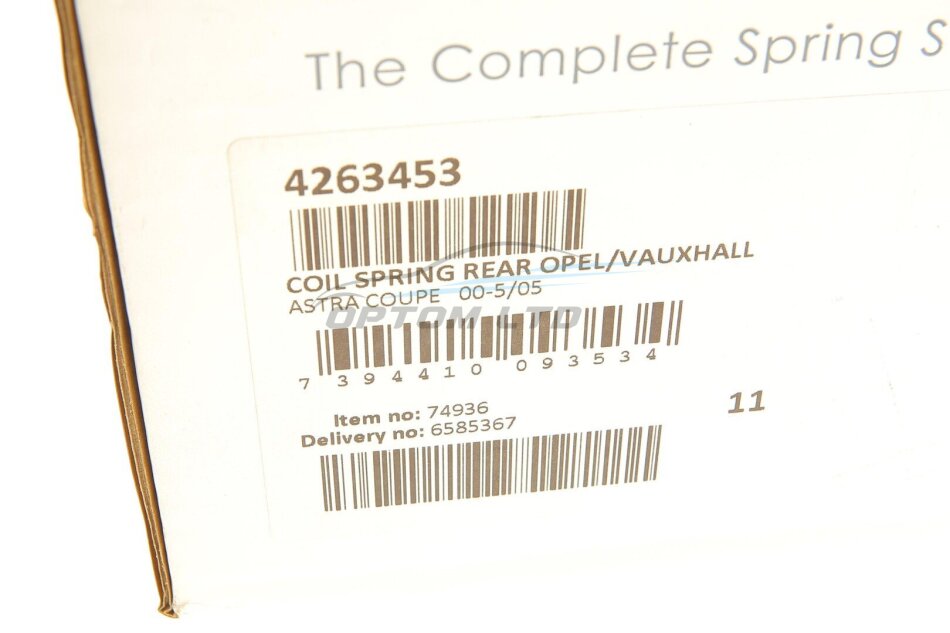 The Complete Spring S
4263453
COIL SPRING REAR OPEL/VAUXHALL
ASTRA COUPE 00-5/05
OPTOM LTD
7 394410 093534
Item no: 74936
11
Delivery no: 6585367